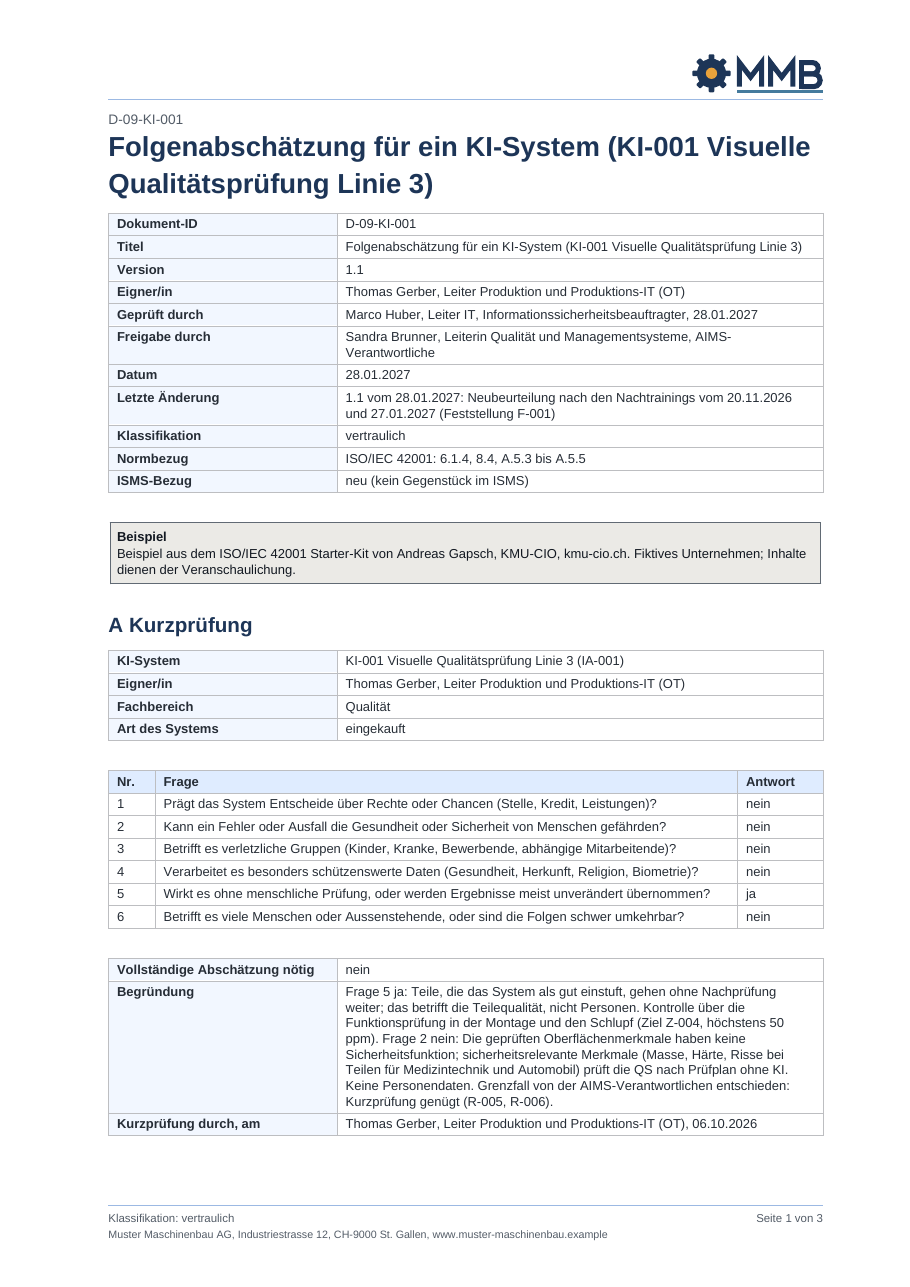 MMB
D-09-KI-001
Folgenabschätzung für ein KI-System (KI-001 Visuelle
Qualitätsprüfung Linie 3)
Dokument-ID D-09-KI-001
Titel Folgenabschätzung für ein KI-System (KI-001 Visuelle Qualitätsprüfung Linie 3)
Version 1.1
Eigner/in Thomas Gerber, Leiter Produktion und Produktions-IT (OT)
Geprüft durch Marco Huber, Leiter IT, Informationssicherheitsbeauftragter, 28.01.2027
Freigabe durch Sandra Brunner, Leiterin Qualität und Managementsysteme, AIMS-
Verantwortliche
Datum 28.01.2027
Letzte Änderung 1.1 vom 28.01.2027: Neubeurteilung nach den Nachtrainings vom 20.11.2026
und 27.01.2027 (Feststellung F-001)
Klassifikation vertraulich
Normbezug ISO/IEC 42001: 6.1.4, 8.4, A.5.3 bis A.5.5
ISMS-Bezug neu (kein Gegenstück im ISMS)
Beispiel
Beispiel aus dem ISO/IEC 42001 Starter-Kit von Andreas Gapsch, KMU-CIO, kmu-cio.ch. Fiktives Unternehmen; Inhalte
dienen der Veranschaulichung.
A Kurzprüfung
KI-System KI-001 Visuelle Qualitätsprüfung Linie 3 (IA-001)
Eigner/in Thomas Gerber, Leiter Produktion und Produktions-IT (OT)
Fachbereich Qualität
Art des Systems eingekauft
Nr. Frage Antwort
1 Prägt das System Entscheide über Rechte oder Chancen (Stelle, Kredit, Leistungen)? nein
2 Kann ein Fehler oder Ausfall die Gesundheit oder Sicherheit von Menschen gefährden? nein
3 Betrifft es verletzliche Gruppen (Kinder, Kranke, Bewerbende, abhängige Mitarbeitende)? nein
4 Verarbeitet es besonders schützenswerte Daten (Gesundheit, Herkunft, Religion, Biometrie)? nein
5 Wirkt es ohne menschliche Prüfung, oder werden Ergebnisse meist unverändert übernommen? ja
6 Betrifft es viele Menschen oder Aussenstehende, oder sind die Folgen schwer umkehrbar? nein
Vollständige Abschätzung nötig nein
Begründung Frage 5 ja: Teile, die das System als gut einstuft, gehen ohne Nachprüfung
weiter; das betrifft die Teilequalität, nicht Personen. Kontrolle über die
Funktionsprüfung in der Montage und den Schlupf (Ziel Z-004, höchstens 50
ppm). Frage 2 nein: Die geprüften Oberflächenmerkmale haben keine
Sicherheitsfunktion; sicherheitsrelevante Merkmale (Masse, Härte, Risse bei
Teilen für Medizintechnik und Automobil) prüft die QS nach Prüfplan ohne KI.
Keine Personendaten. Grenzfall von der AIMS-Verantwortlichen entschieden:
Kurzprüfung genügt (R-005, R-006).
Kurzprüfung durch, am Thomas Gerber, Leiter Produktion und Produktions-IT (OT), 06.10.2026
Klassifikation: vertraulich Seite 1 von 3
Muster Maschinenbau AG, Industriestrasse 12, CH-9000 St. Gallen, www.muster-maschinenbau.example